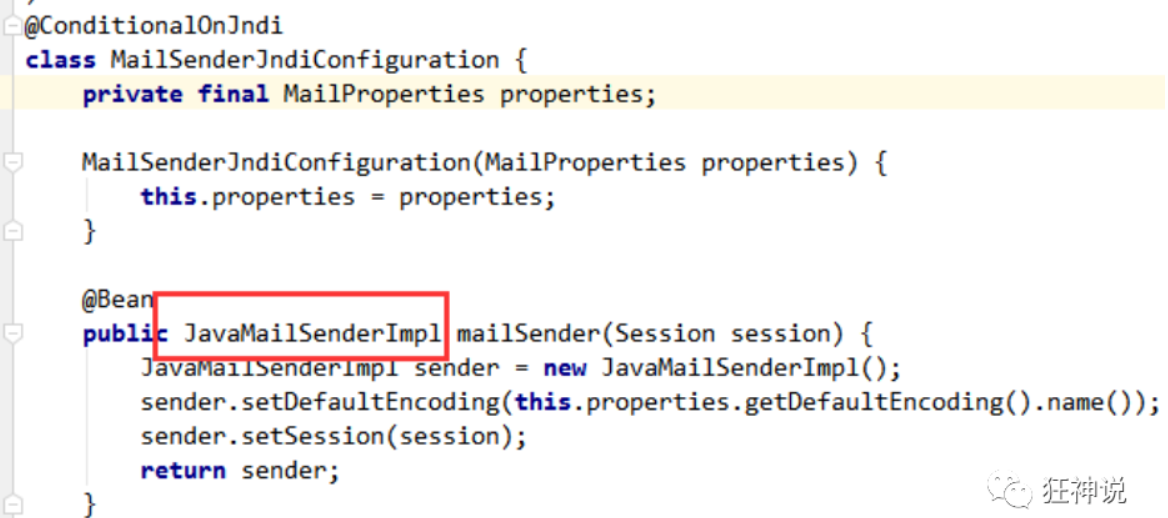 @ConditionalOnJndi
class MailSenderJndiConfiguration {
    private final MailProperties properties;
    MailSenderJndiConfiguration(MailProperties properties) {
        this.properties = properties;
    }
    @Bean
    public JavaMailSenderImpl mailSender(Session session) {
        JavaMailSenderImpl sender = new JavaMailSenderImpl();
        sender.setDefaultEncoding(this.properties.getDefaultEncoding().name());
        sender.setSession(session);
        return sender;
    }
狂神说